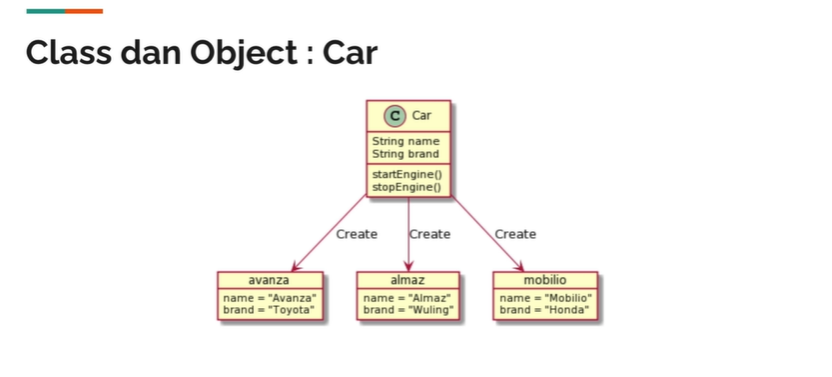 Class dan Object : Car
C Car
String name
String brand
startEngine()
stopEngine()
Create Create Create
avanza
name = "Avanza"
brand = "Toyota"
almaz
name = "Almaz"
brand = "Wuling"
mobilio
name = "Mobilio"
brand = "Honda"